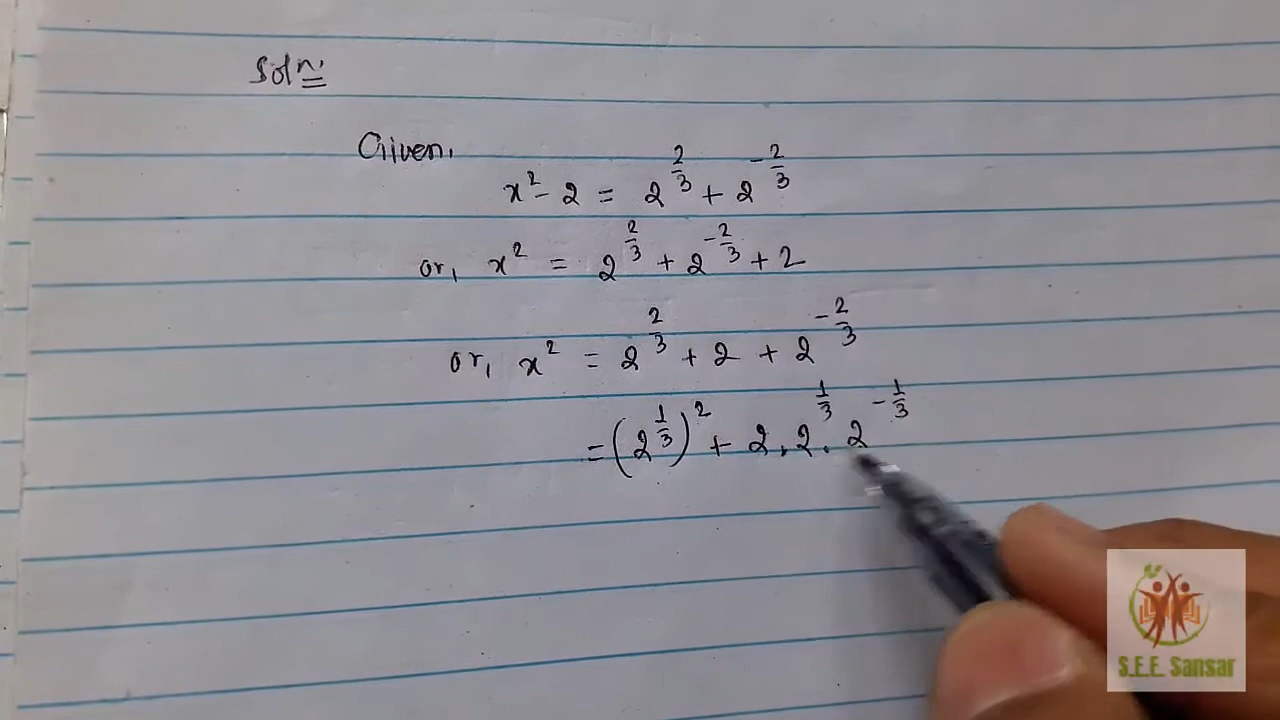 Soln:
Given,
x² - 2 = 2^(2/3) + 2^(-2/3)
or, x² = 2^(2/3) + 2^(-2/3) + 2
or, x² = 2^(2/3) + 2 + 2^(-2/3)
= (2^(1/3))² + 2 . 2^(1/3) . 2^(-1/3)
S.E.E. Sansar